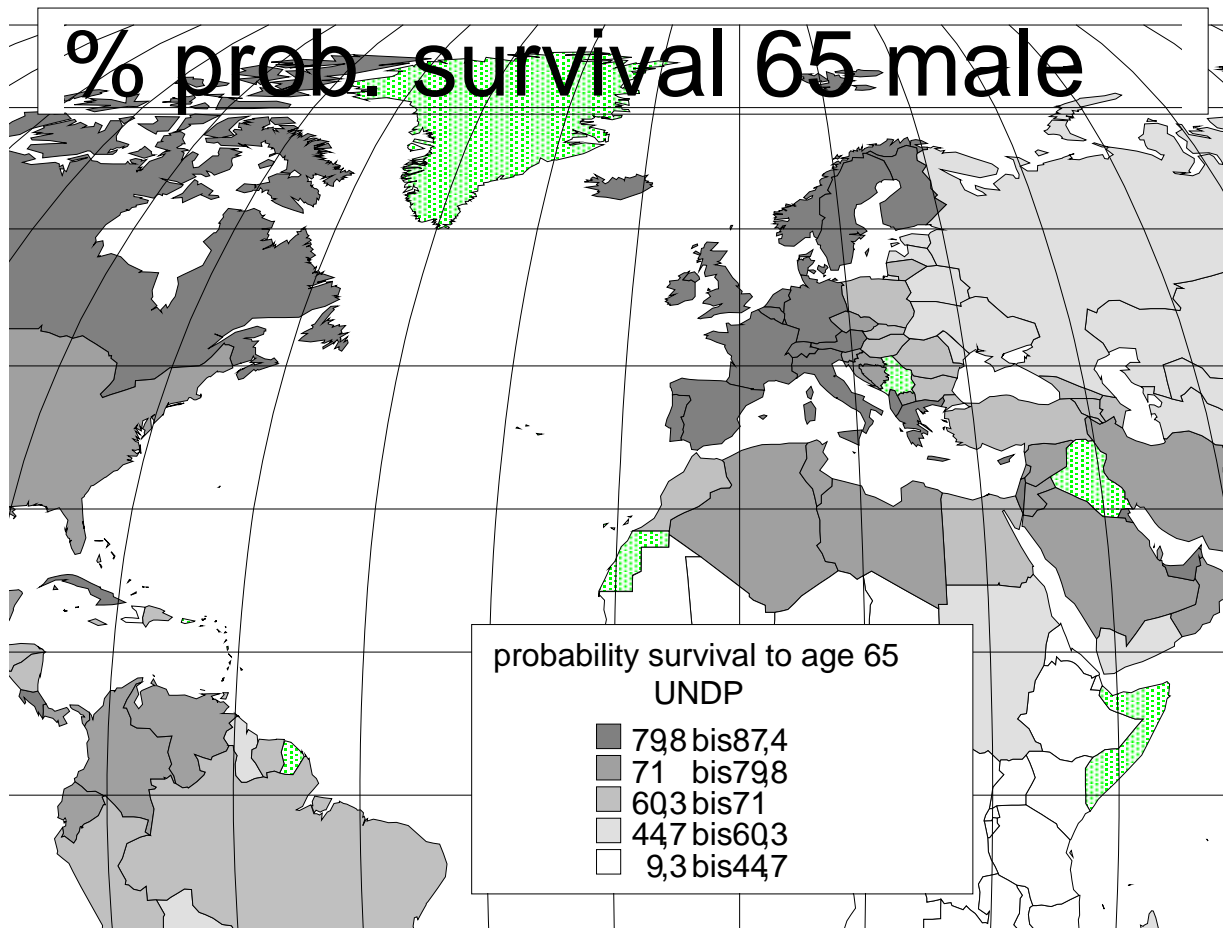 % prob. survival 65 male
probability survival to age 65
UNDP
79,8 bis 87,4
71 bis 79,8
60,3 bis 71
44,7 bis 60,3
9,3 bis 44,7